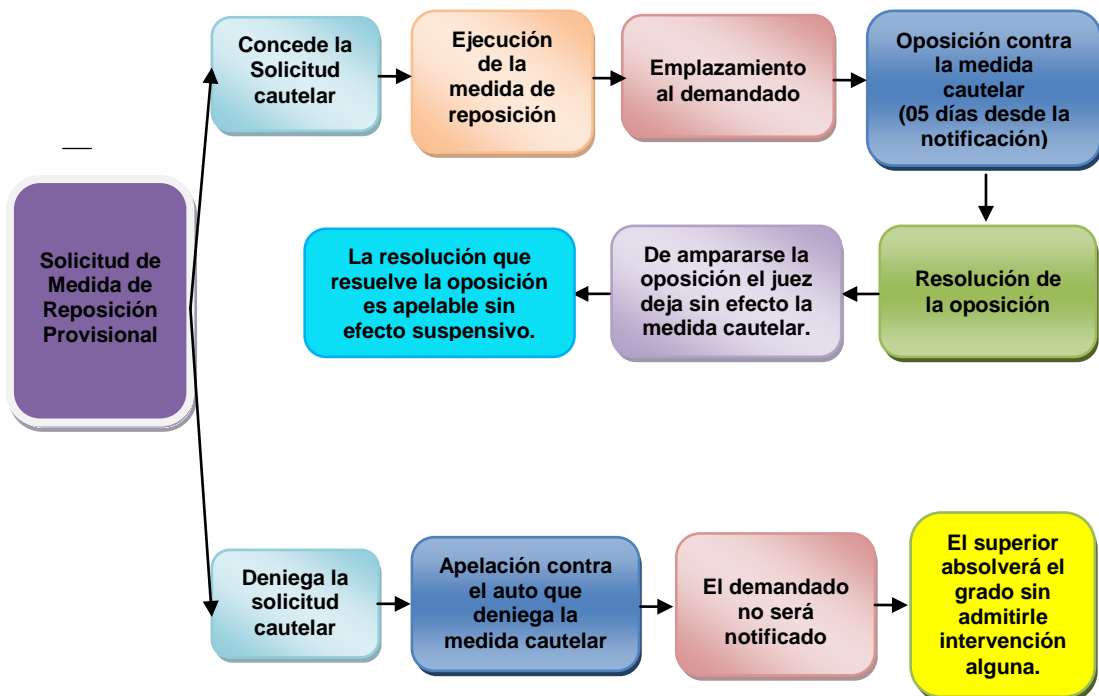 Solicitud de
Medida de
Reposición
Provisional
Concede la
Solicitud
cautelar
Ejecución
de la
medida de
reposición
Emplazamiento
al demandado
Oposición contra
la medida
cautelar
(05 días desde la
notificación)
Resolución de
la oposición
De ampararse la
oposición el juez
deja sin efecto la
medida cautelar.
La resolución que
resuelve la oposición
es apelable sin
efecto suspensivo.
Deniega la
solicitud
cautelar
Apelación contra
el auto que
deniega la
medida cautelar
El demandado
no será
notificado
El superior
absolverá el
grado sin
admitirle
intervención
alguna.